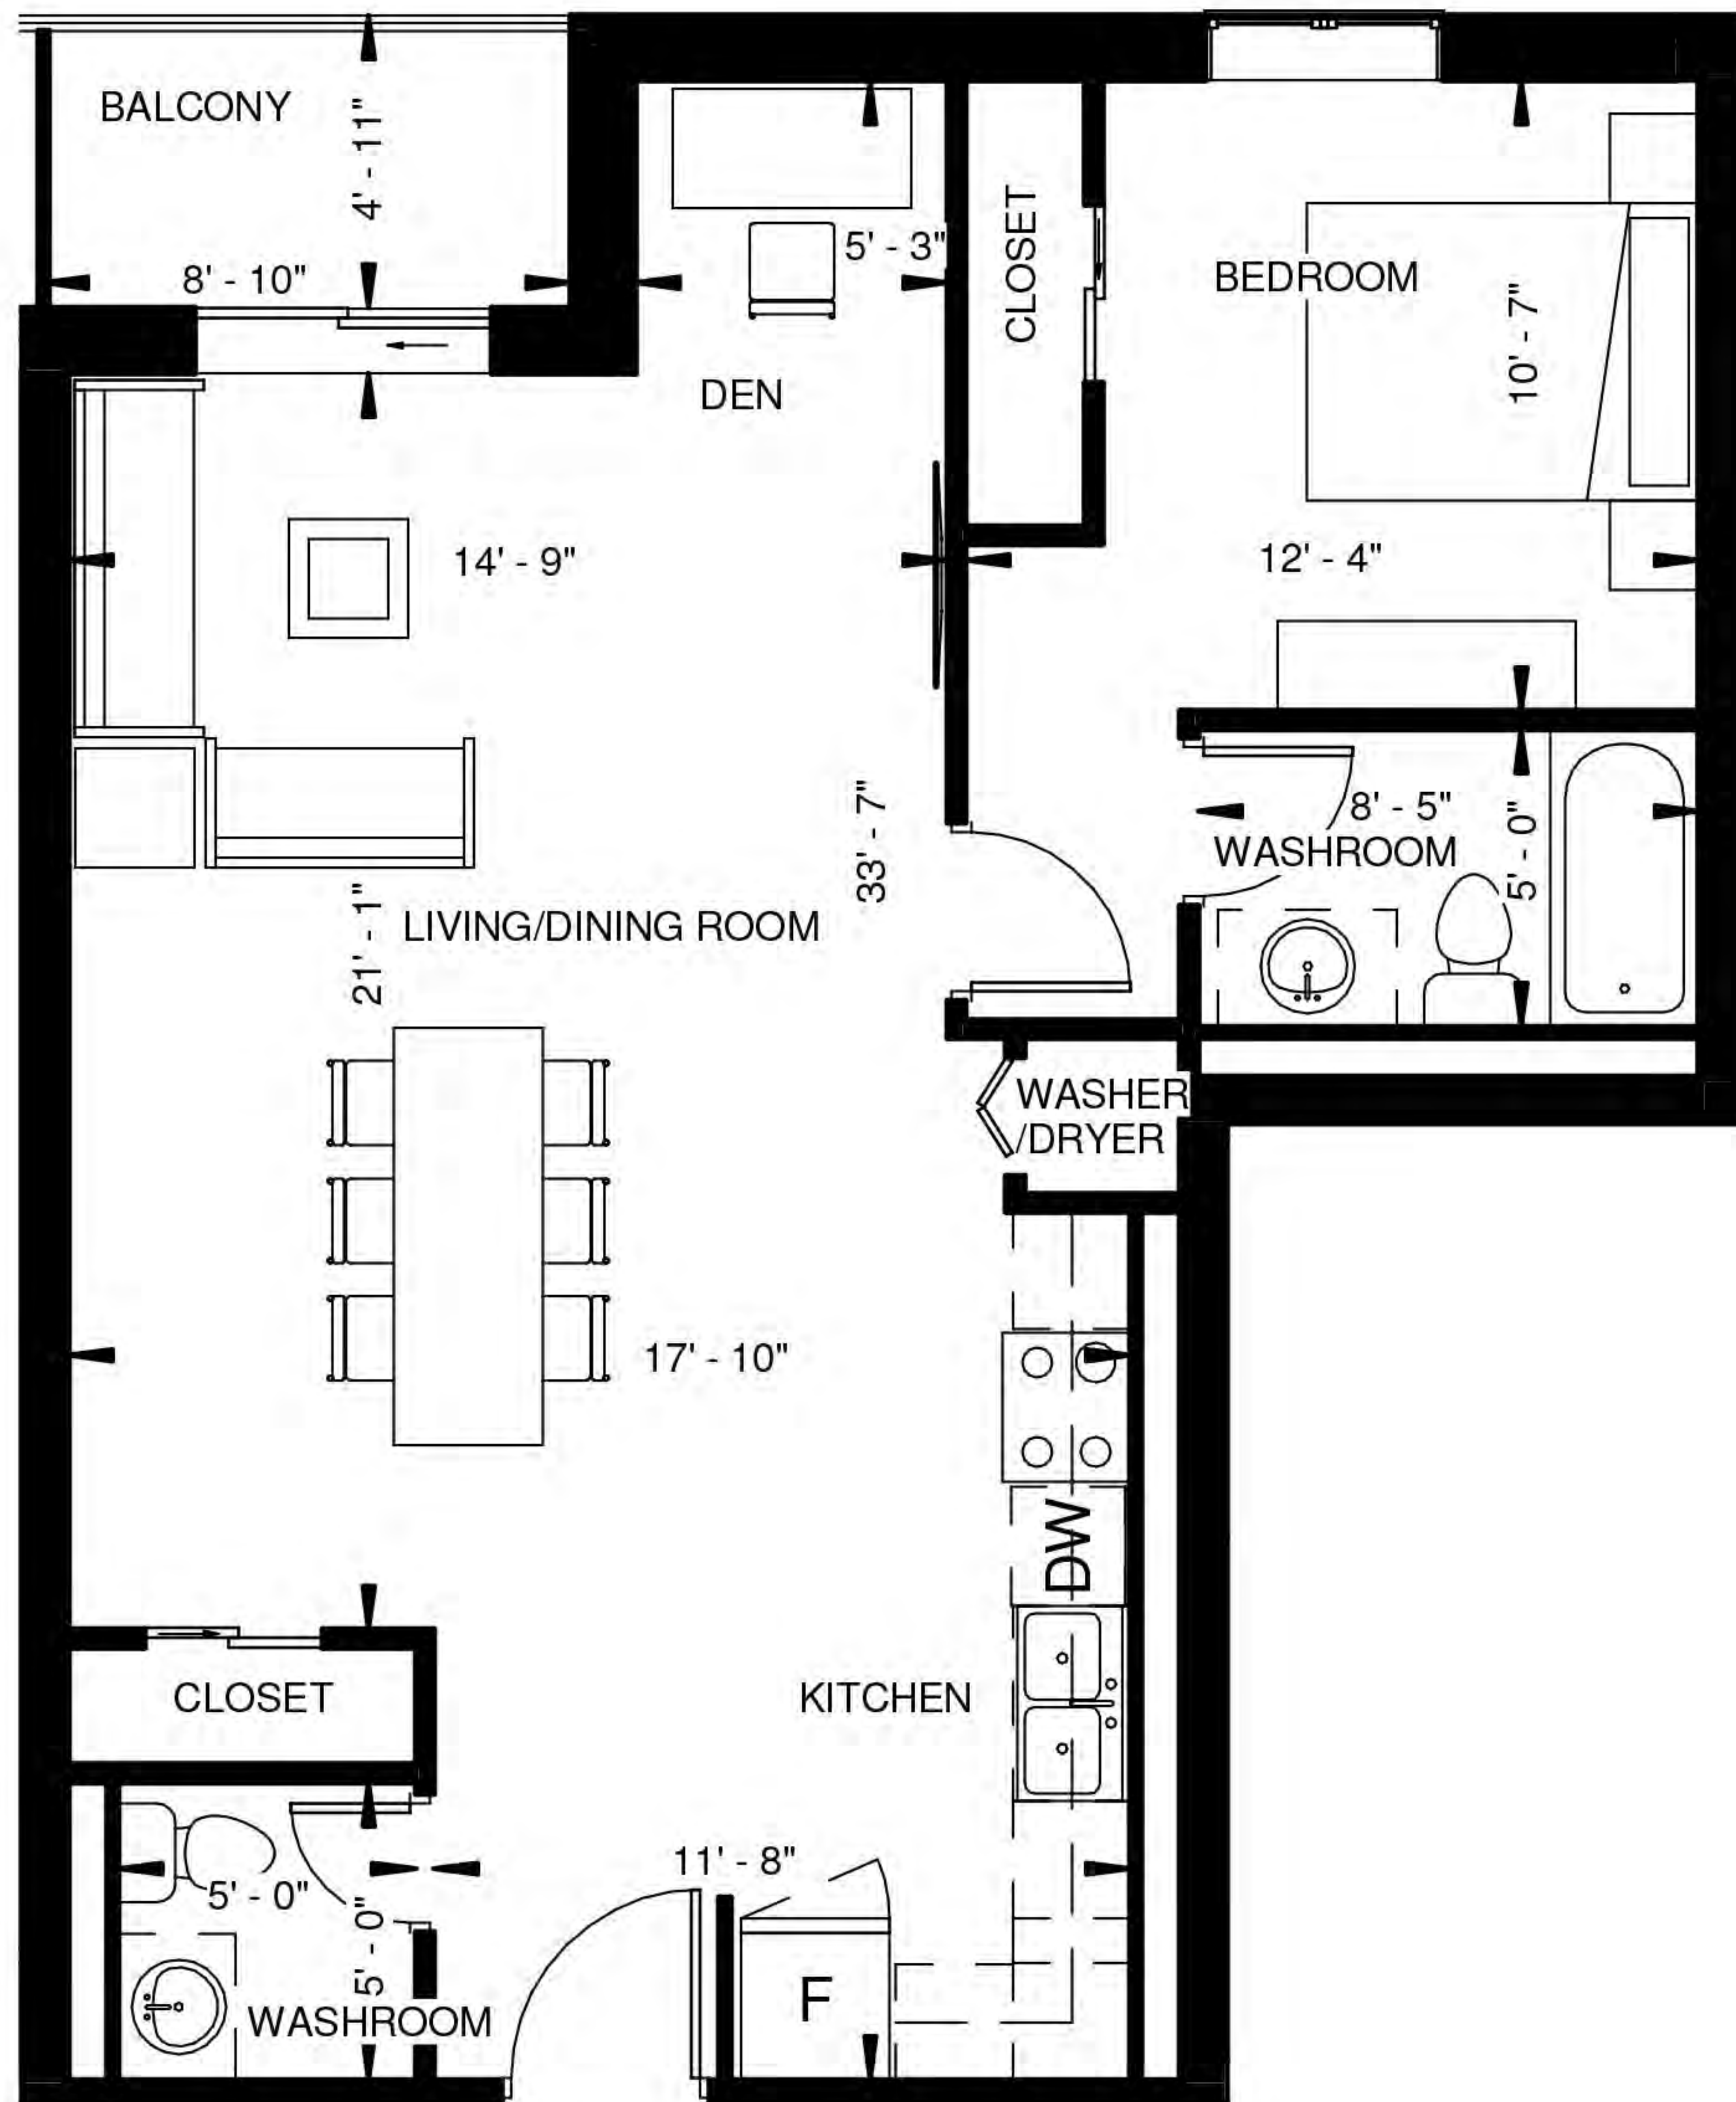 BALCONY
4' - 11"
8' - 10"
5' - 3"
DEN
CLOSET
BEDROOM
10' - 7"
14' - 9"
12' - 4"
33' - 7"
8' - 5"
WASHROOM
5' - 0"
21' - 1"
LIVING/DINING ROOM
WASHER
/DRYER
17' - 10"
DW
CLOSET
KITCHEN
11' - 8"
5' - 0"
5' - 0"
WASHROOM
F